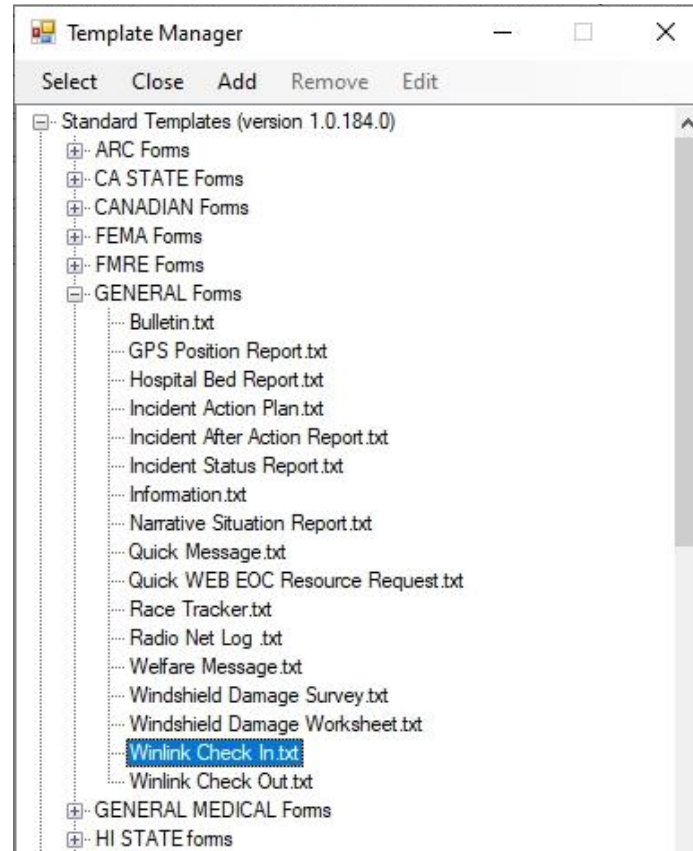 Template Manager
Select Close Add Remove Edit
Standard Templates (version 1.0.184.0)
ARC Forms
CA STATE Forms
CANADIAN Forms
FEMA Forms
FMRE Forms
GENERAL Forms
Bulletin.txt
GPS Position Report.txt
Hospital Bed Report.txt
Incident Action Plan.txt
Incident After Action Report.txt
Incident Status Report.txt
Information.txt
Narrative Situation Report.txt
Quick Message.txt
Quick WEB EOC Resource Request.txt
Race Tracker.txt
Radio Net Log .txt
Welfare Message.txt
Windshield Damage Survey.txt
Windshield Damage Worksheet.txt
Winlink Check In.txt
Winlink Check Out.txt
GENERAL MEDICAL Forms
HI STATE forms